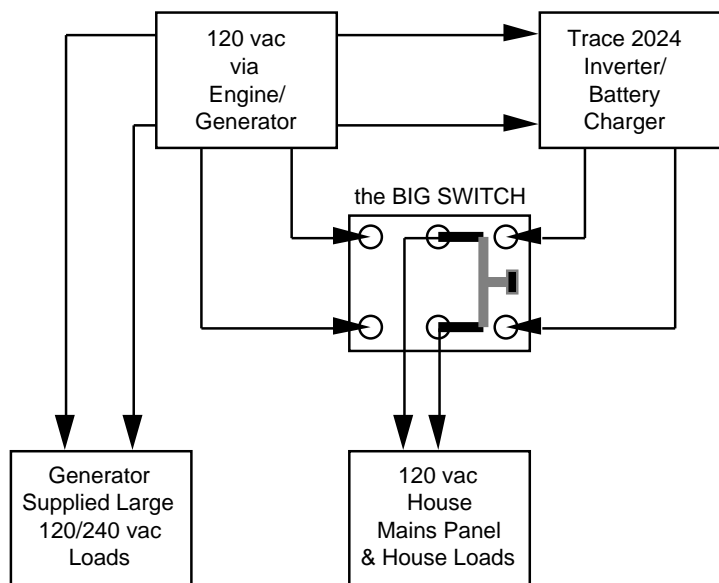 120 vac
via
Engine/
Generator
Trace 2024
Inverter/
Battery
Charger
the BIG SWITCH
Generator
Supplied Large
120/240 vac
Loads
120 vac
House
Mains Panel
& House Loads